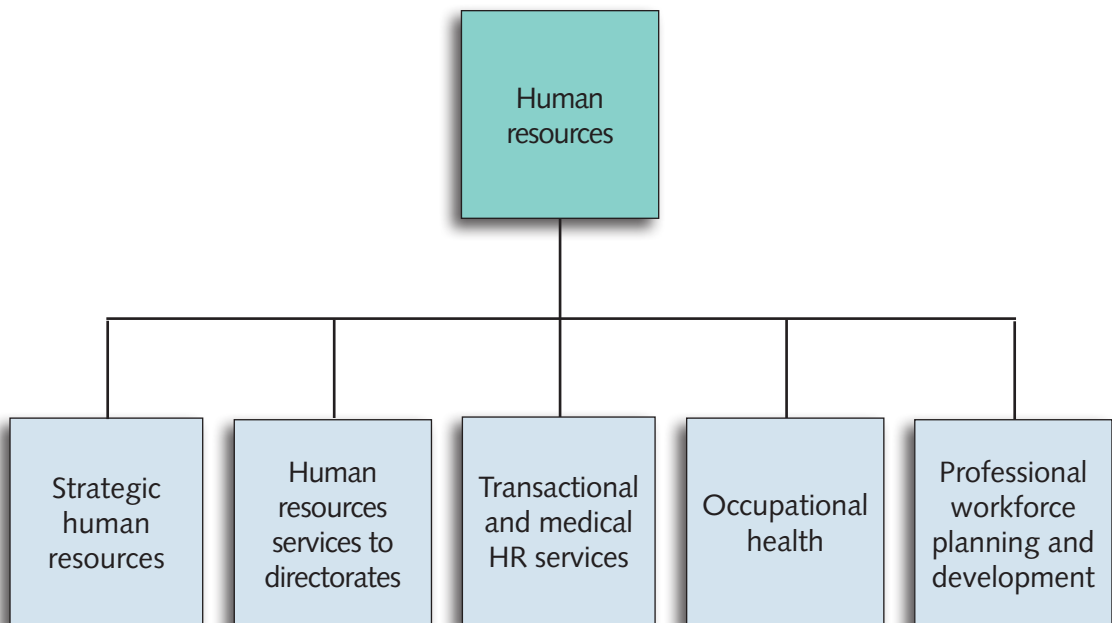 Human
resources
Strategic
human
resources
Human
resources
services to
directorates
Transactional
and medical
HR services
Occupational
health
Professional
workforce
planning and
development